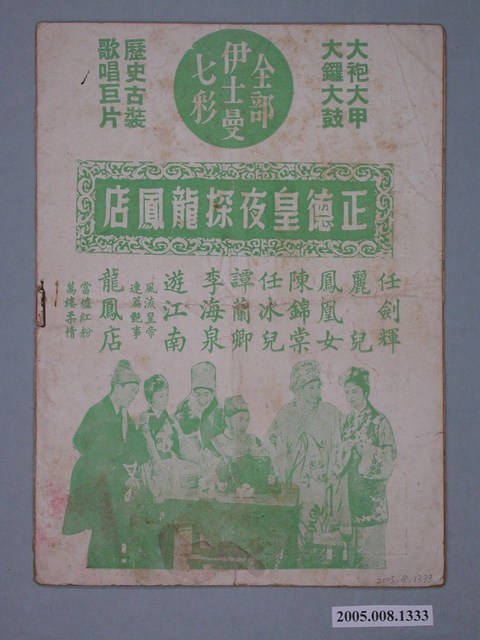 大袍大甲
大鑼大鼓
全部
伊士曼
七彩
歷史古裝
歌唱巨片
正德皇夜探龍鳳店
任劍輝
麗兒
鳳凰女
陳錦棠
任冰兒
譚蘭卿
李海泉
遊江南
風流皇帝
連篇艷事
龍鳳店
當爐紅粉
萬縷柔情
2005.8.1333
2005.008.1333